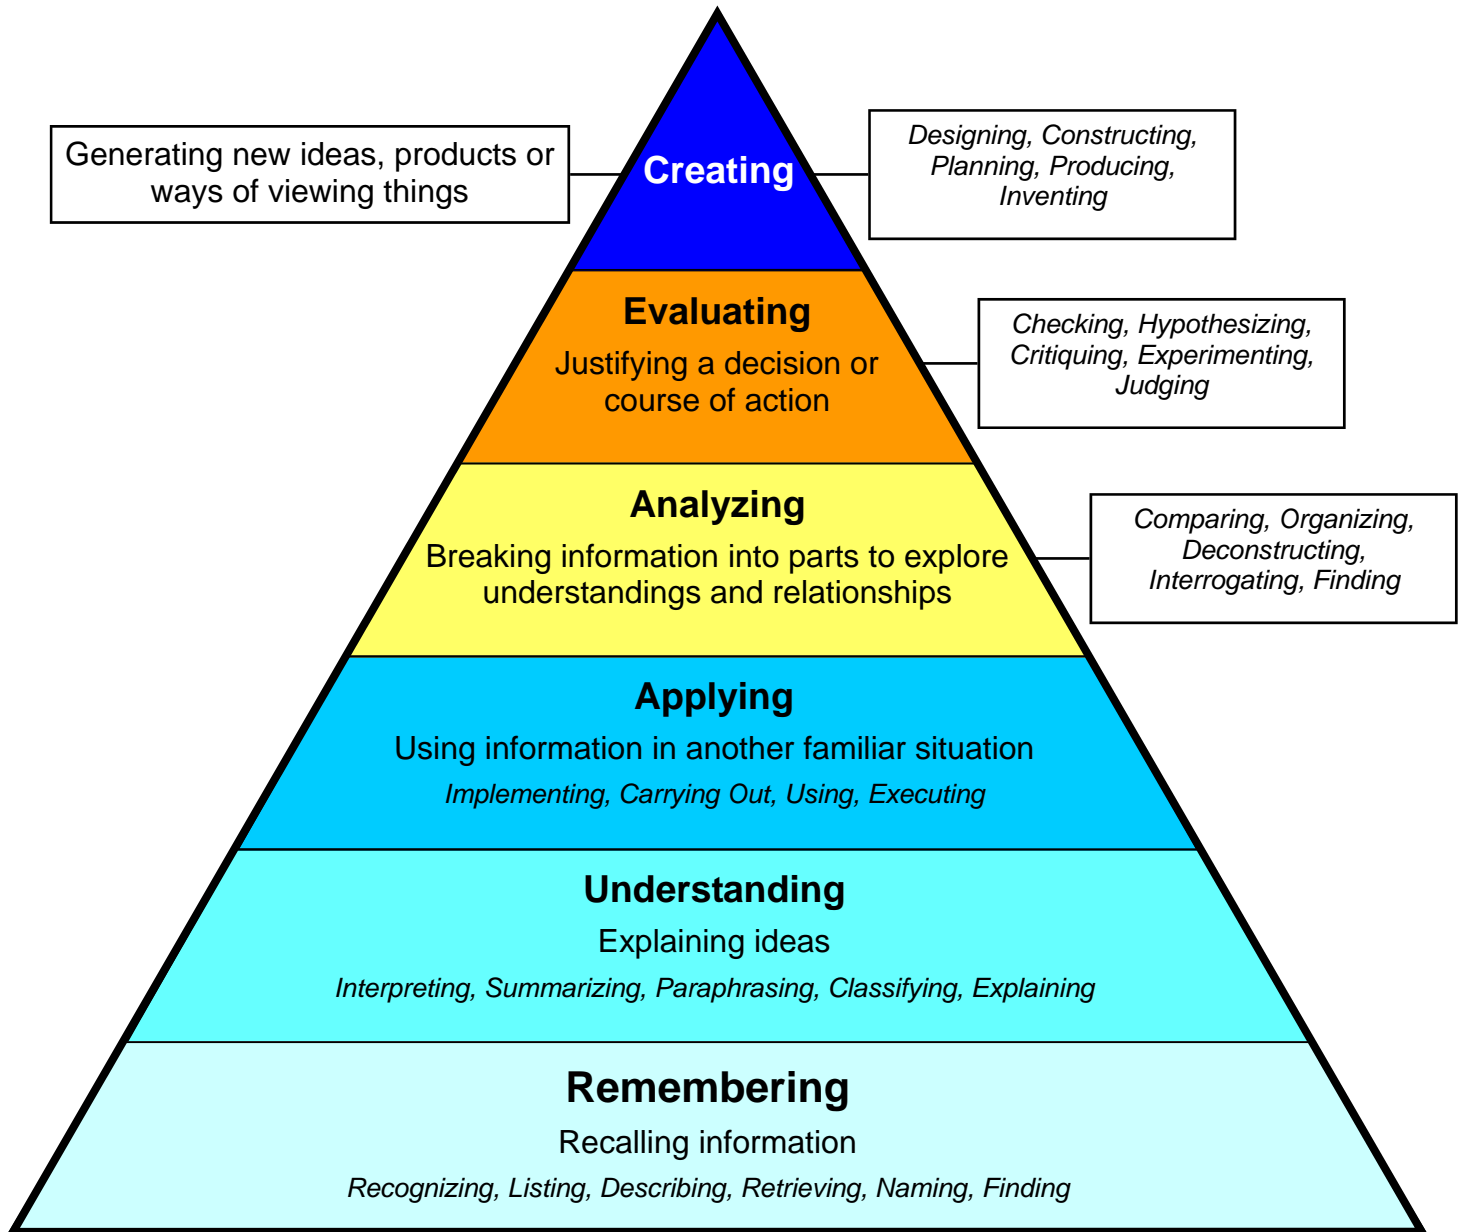 Generating new ideas, products or
ways of viewing things
Creating
Designing, Constructing,
Planning, Producing,
Inventing
Evaluating
Justifying a decision or
course of action
Checking, Hypothesizing,
Critiquing, Experimenting,
Judging
Analyzing
Breaking information into parts to explore
understandings and relationships
Comparing, Organizing,
Deconstructing,
Interrogating, Finding
Applying
Using information in another familiar situation
Implementing, Carrying Out, Using, Executing
Understanding
Explaining ideas
Interpreting, Summarizing, Paraphrasing, Classifying, Explaining
Remembering
Recalling information
Recognizing, Listing, Describing, Retrieving, Naming, Finding